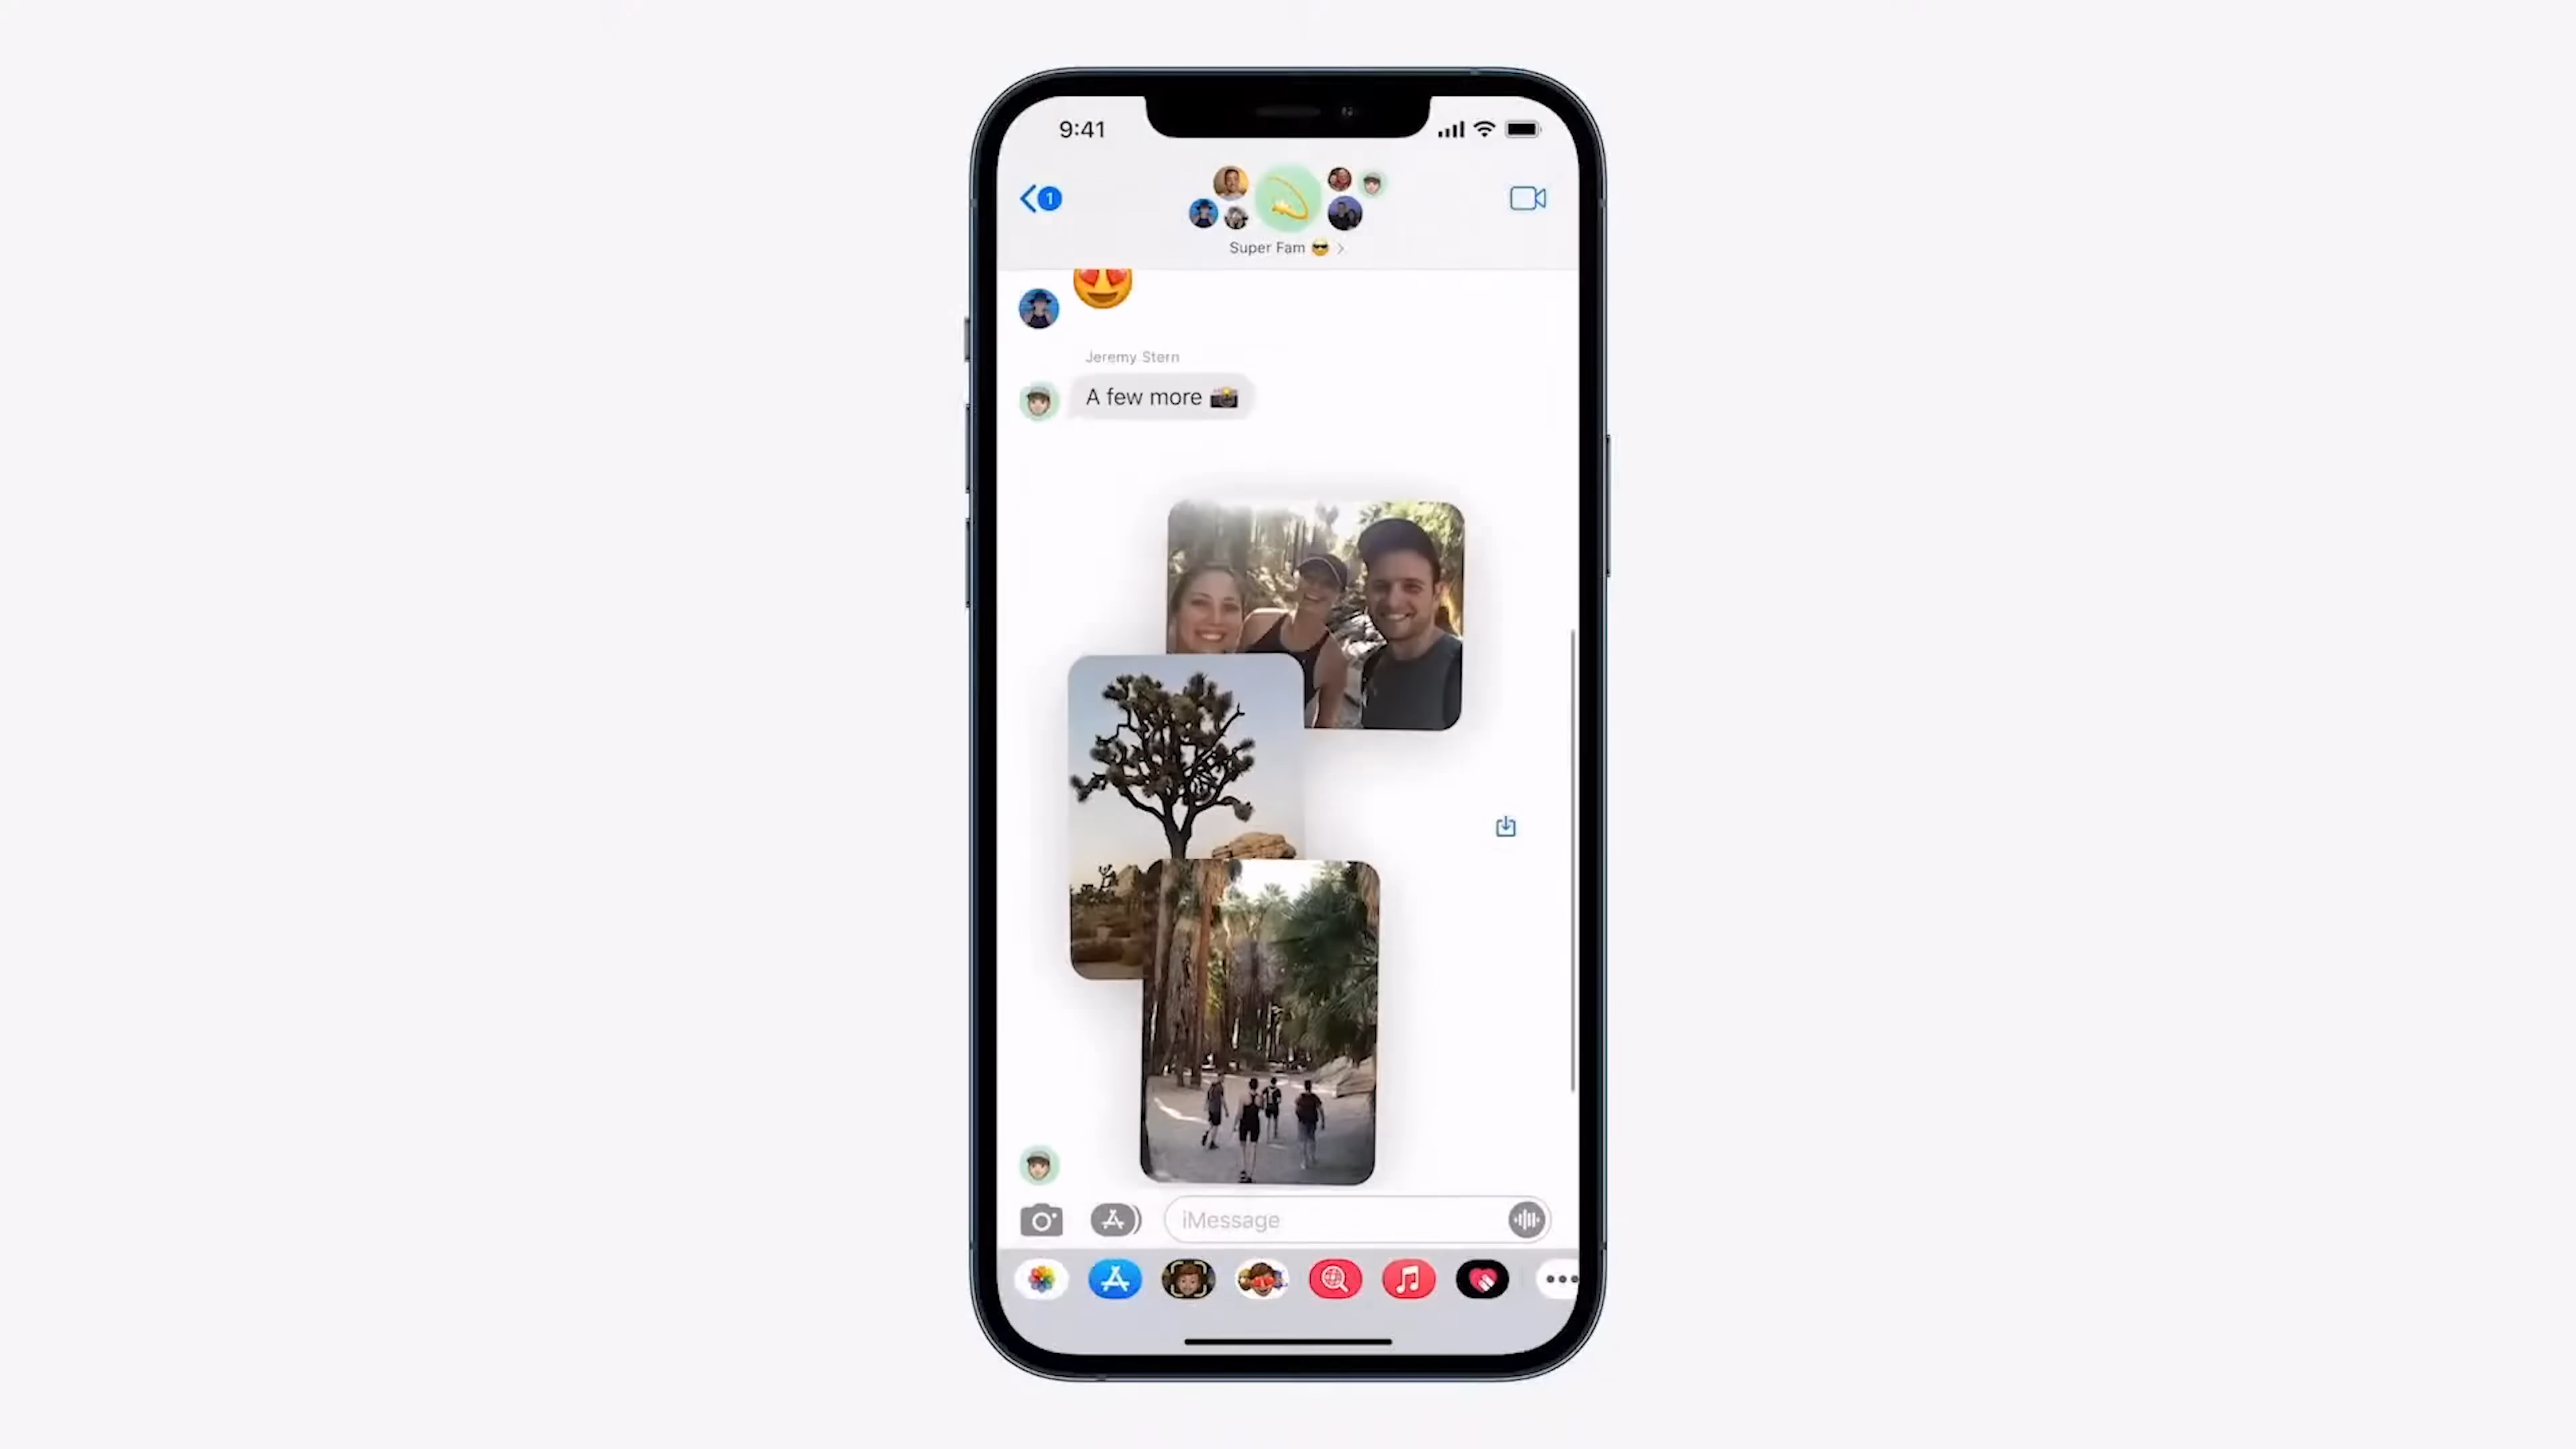 9:41
1
Super Fam 😎 >
Jeremy Stern
A few more 📸
iMessage